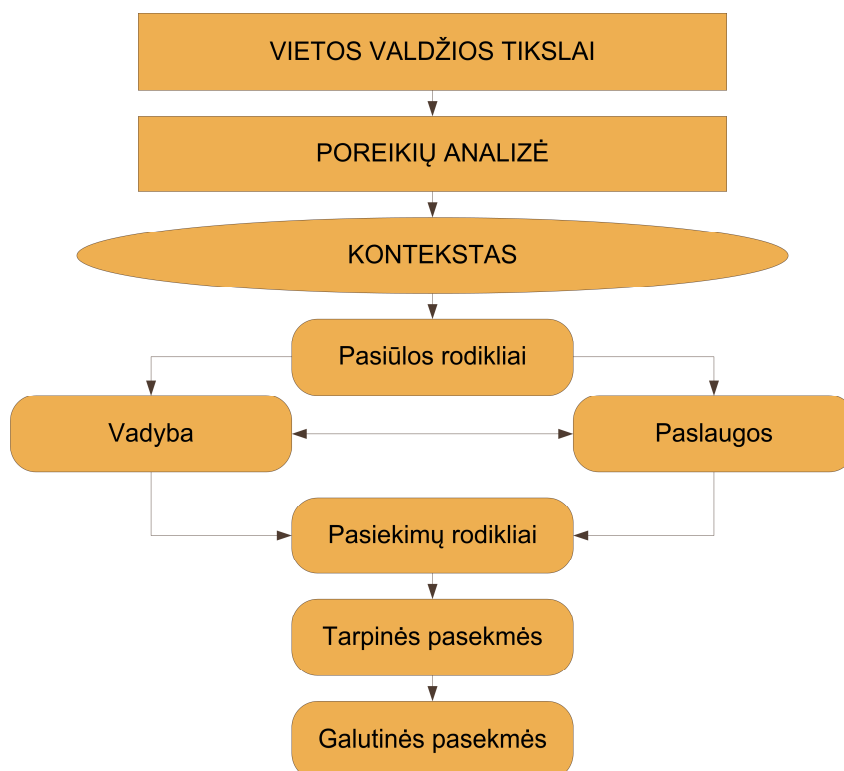 VIETOS VALDŽIOS TIKSLAI
POREIKIŲ ANALIZĖ
KONTEKSTAS
Pasiūlos rodikliai
Vadyba
Paslaugos
Pasiekimų rodikliai
Tarpinės pasekmės
Galutinės pasekmės